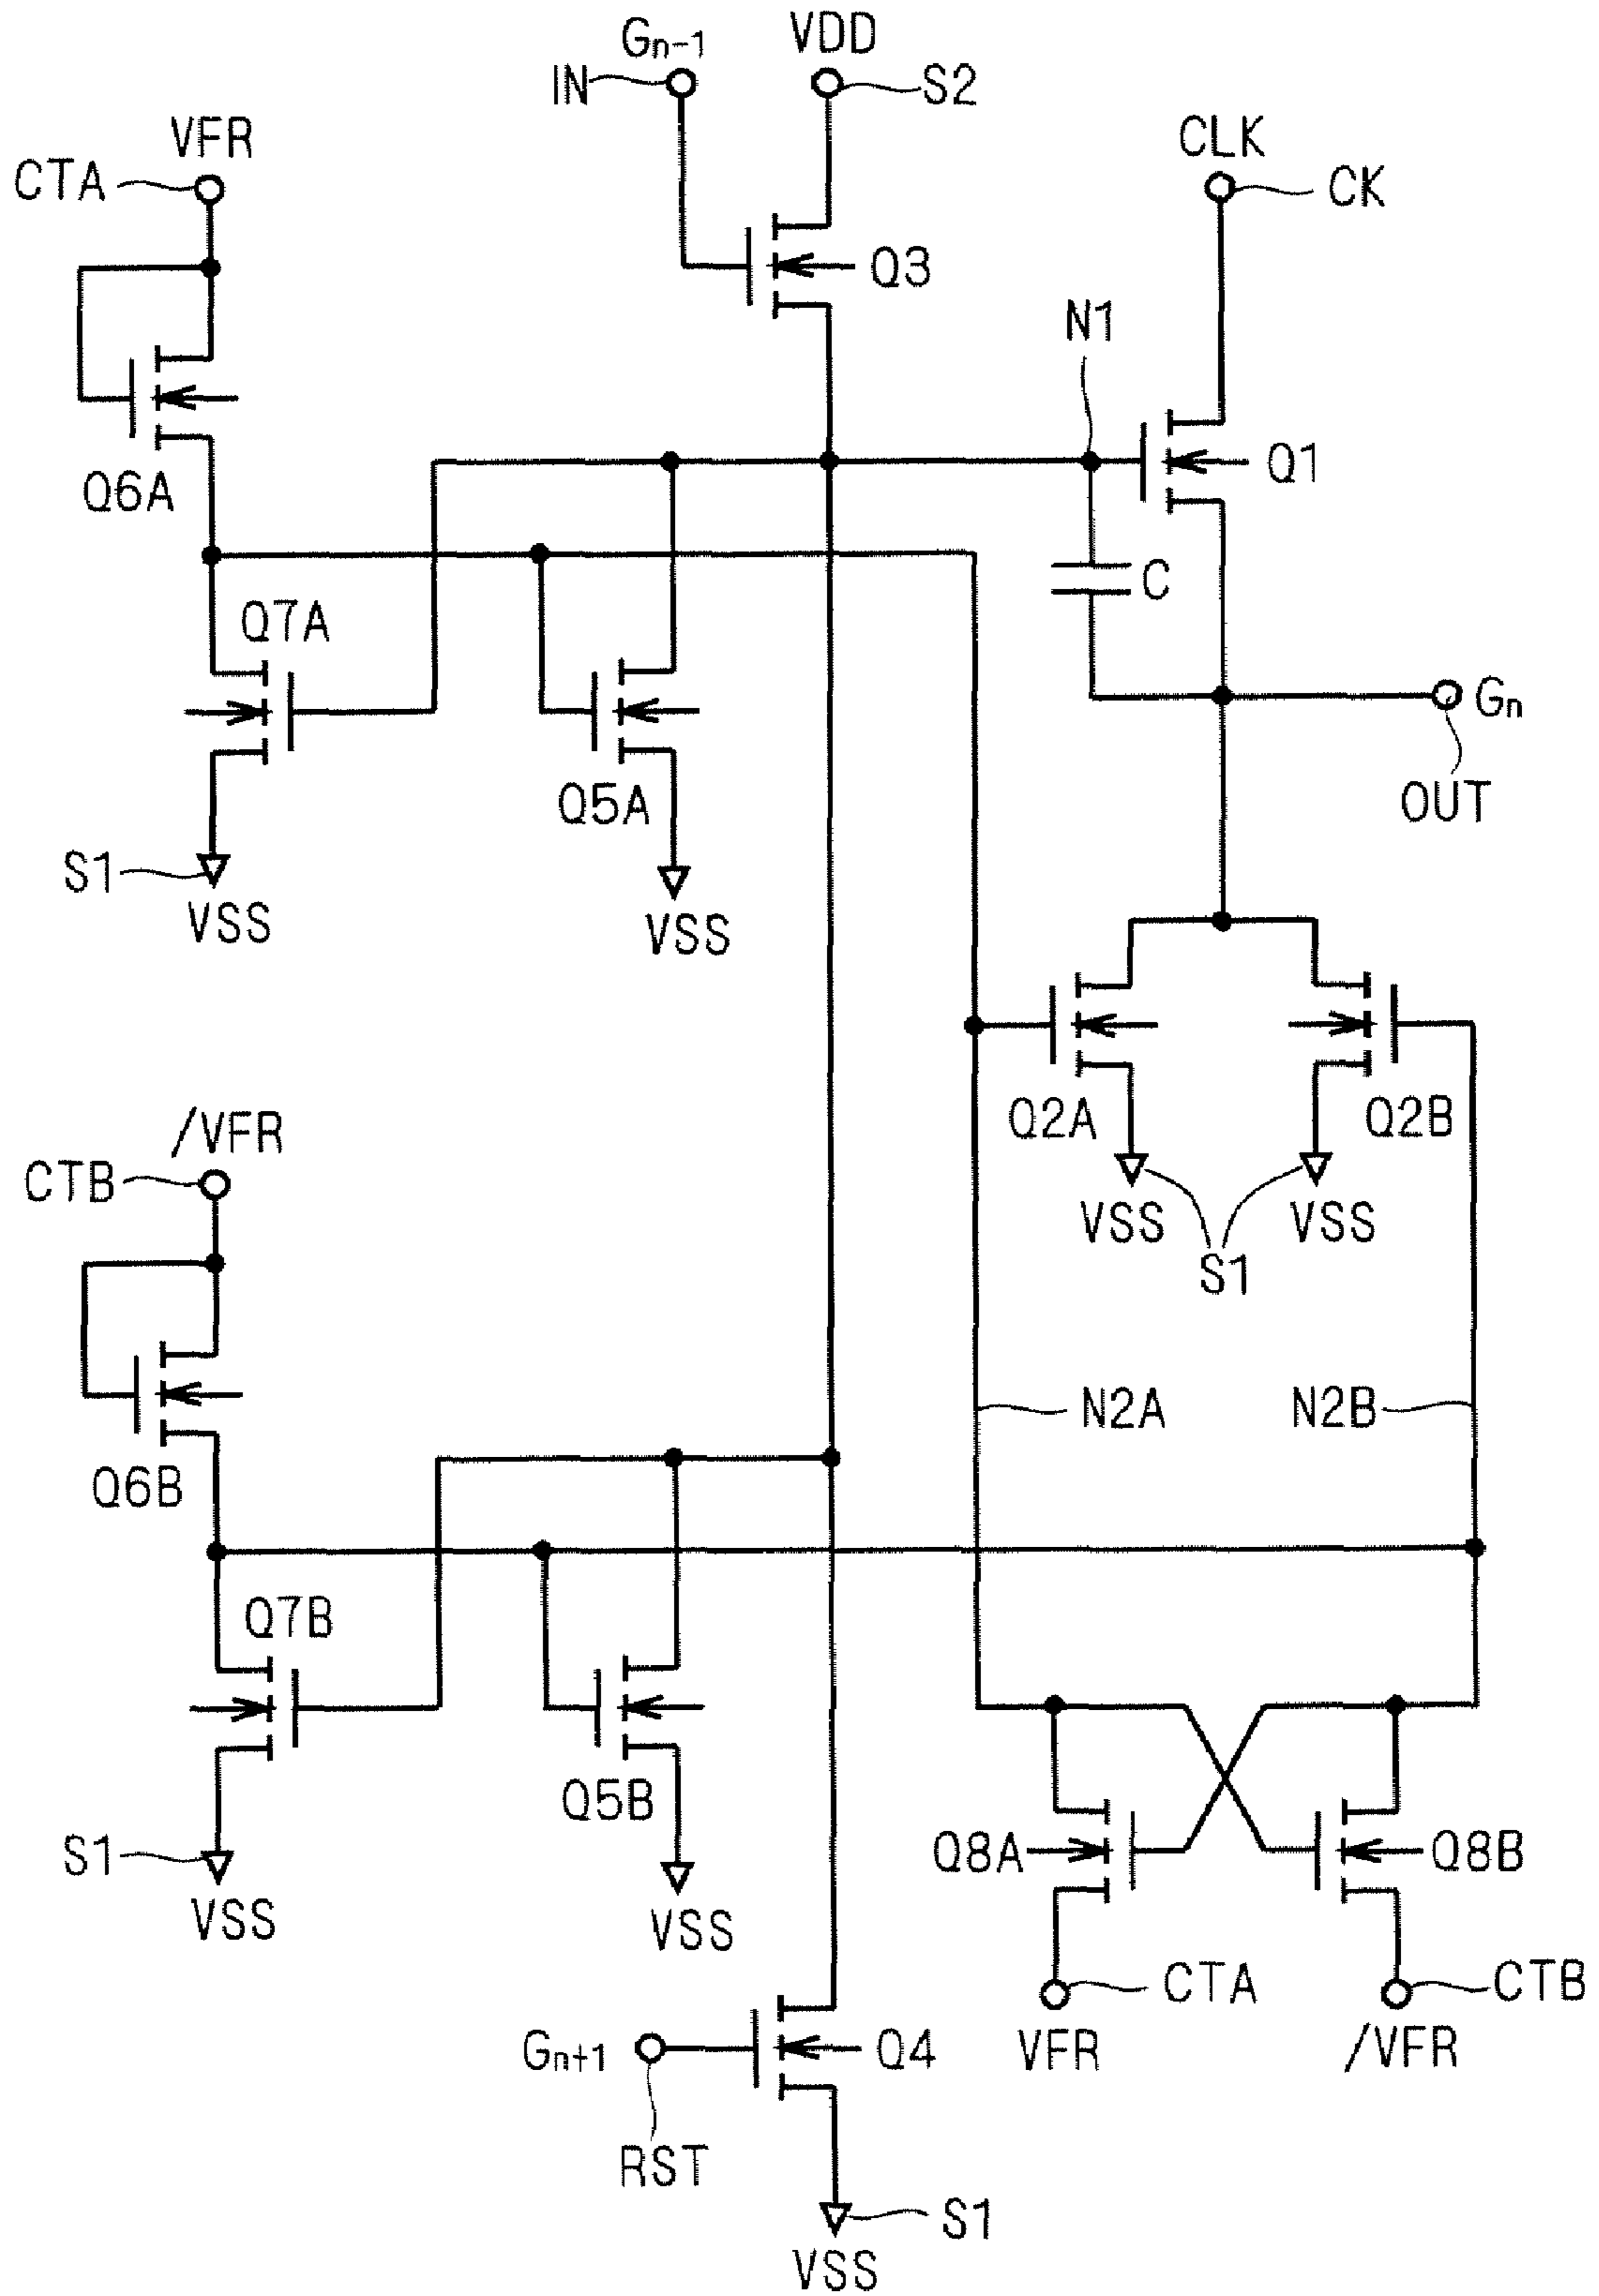 Gn-1
VDD
IN
S2
VFR
CTA
CLK
CK
Q3
N1
Q6A
Q1
C
Q7A
Gn
Q5A
OUT
S1
VSS
VSS
Q2A
Q2B
/VFR
CTB
VSS
VSS
S1
N2A
N2B
Q6B
Q7B
Q5B
Q8A
Q8B
S1
VSS
VSS
CTA
CTB
Gn+1
Q4
VFR
/VFR
RST
S1
VSS